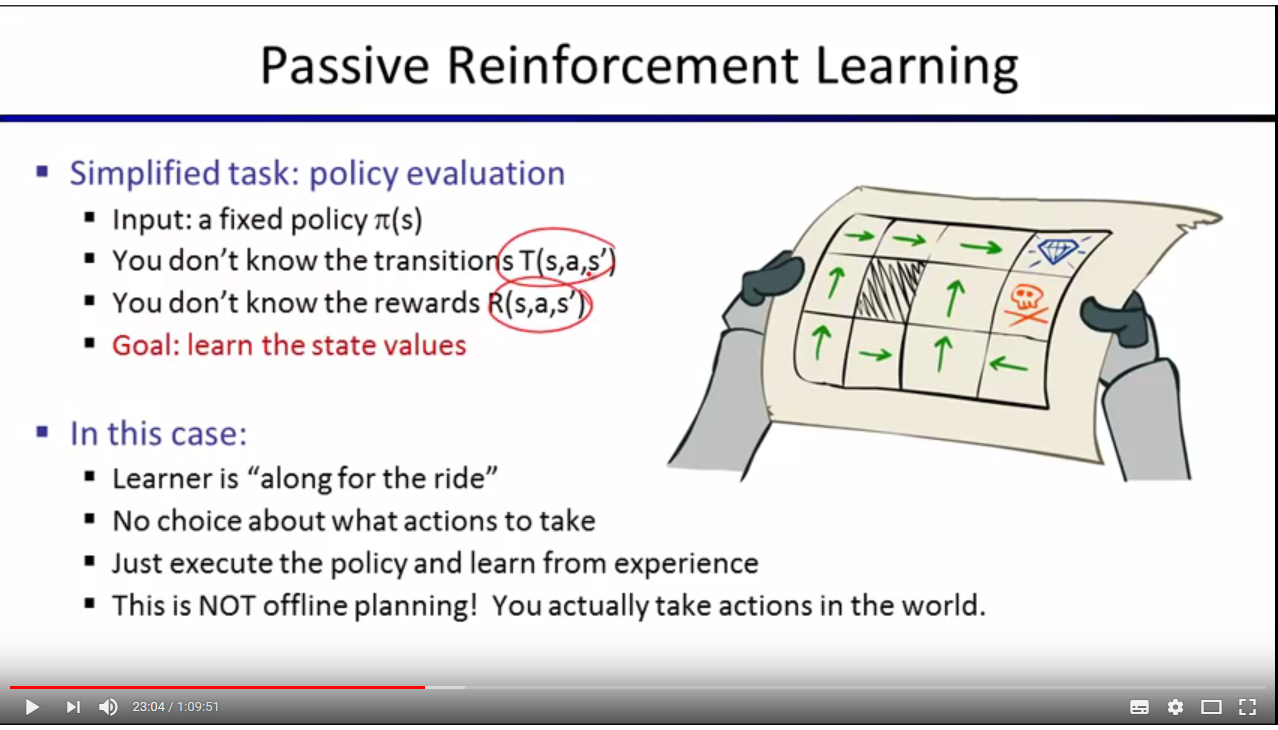 Passive Reinforcement Learning
Simplified task: policy evaluation
Input: a fixed policy π(s)
You don’t know the transitions T(s,a,s’)
You don’t know the rewards R(s,a,s’)
Goal: learn the state values
In this case:
Learner is “along for the ride”
No choice about what actions to take
Just execute the policy and learn from experience
This is NOT offline planning!  You actually take actions in the world.
23:04 / 1:09:51